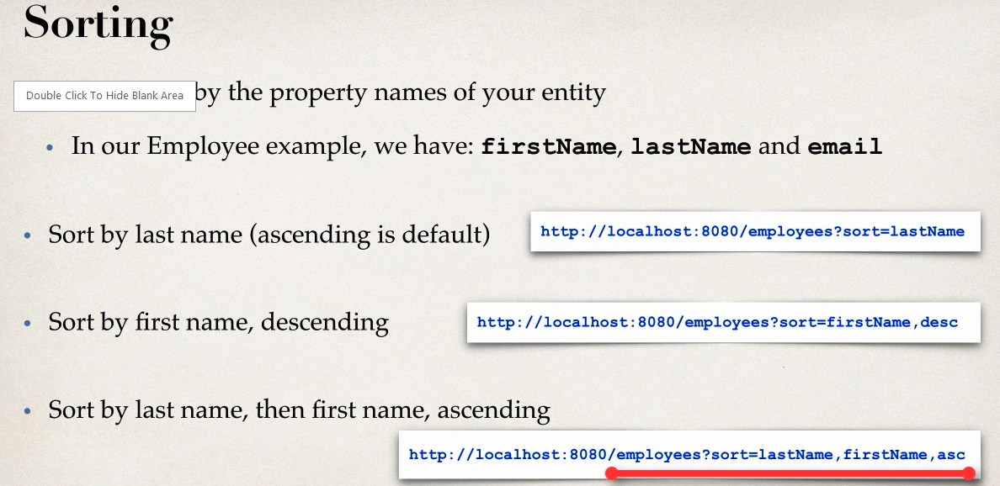 Sorting
Double Click To Hide Blank Area by the property names of your entity
• In our Employee example, we have: firstName, lastName and email
• Sort by last name (ascending is default)
http://localhost:8080/employees?sort=lastName
• Sort by first name, descending
http://localhost:8080/employees?sort=firstName,desc
• Sort by last name, then first name, ascending
http://localhost:8080/employees?sort=lastName,firstName,asc